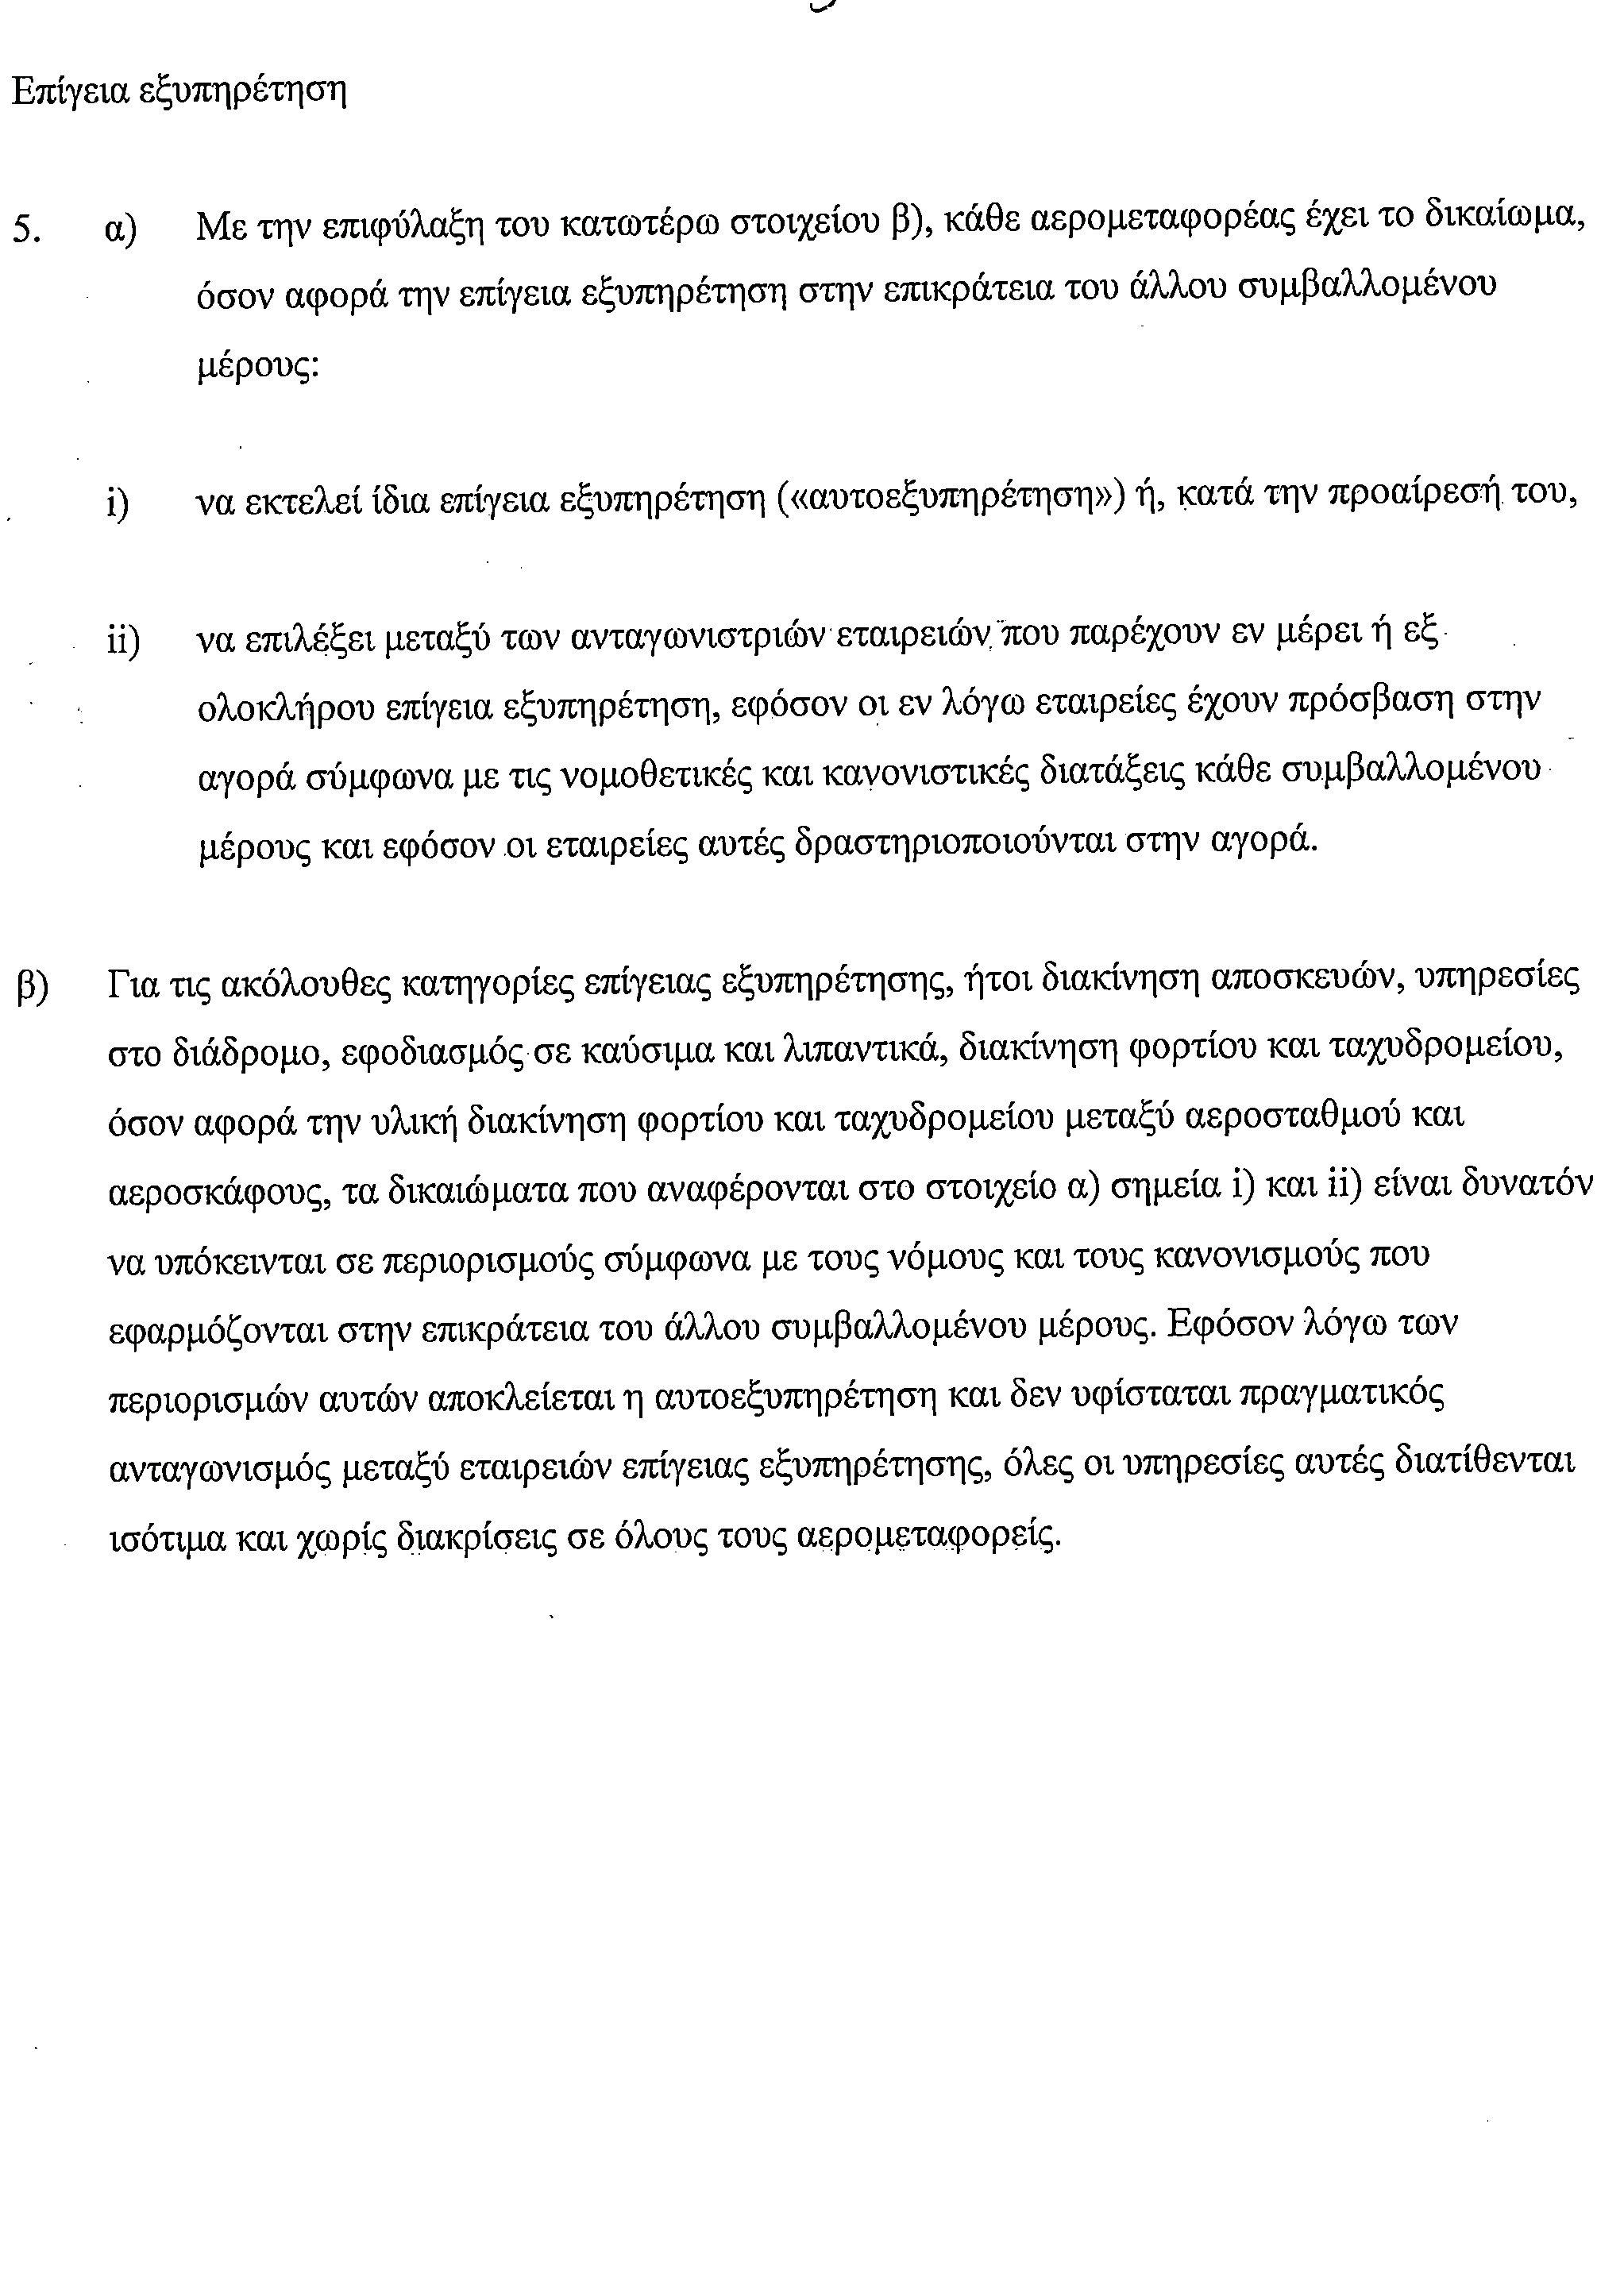 Επίγεια εξυπηρέτηση
5. α) Με την επιφύλαξη του κατωτέρω στοιχείου β), κάθε αερομεταφορέας έχει το δικαίωμα,
όσον αφορά την επίγεια εξυπηρέτηση στην επικράτεια του άλλου συμβαλλομένου
μέρους:
i) να εκτελεί ίδια επίγεια εξυπηρέτηση («αυτοεξυπηρέτηση») ή, κατά την προαίρεσή του,
ii) να επιλέξει μεταξύ των ανταγωνιστριών εταιρειών που παρέχουν εν μέρει ή εξ
ολοκλήρου επίγεια εξυπηρέτηση, εφόσον οι εν λόγω εταιρείες έχουν πρόσβαση στην
αγορά σύμφωνα με τις νομοθετικές και κανονιστικές διατάξεις κάθε συμβαλλομένου
μέρους και εφόσον οι εταιρείες αυτές δραστηριοποιούνται στην αγορά.
β) Για τις ακόλουθες κατηγορίες επίγειας εξυπηρέτησης, ήτοι διακίνηση αποσκευών, υπηρεσίες
στο διάδρομο, εφοδιασμός σε καύσιμα και λιπαντικά, διακίνηση φορτίου και ταχυδρομείου,
όσον αφορά την υλική διακίνηση φορτίου και ταχυδρομείου μεταξύ αεροσταθμού και
αεροσκάφους, τα δικαιώματα που αναφέρονται στο στοιχείο α) σημεία i) και ii) είναι δυνατόν
να υπόκεινται σε περιορισμούς σύμφωνα με τους νόμους και τους κανονισμούς που
εφαρμόζονται στην επικράτεια του άλλου συμβαλλομένου μέρους. Εφόσον λόγω των
περιορισμών αυτών αποκλείεται η αυτοεξυπηρέτηση και δεν υφίσταται πραγματικός
ανταγωνισμός μεταξύ εταιρειών επίγειας εξυπηρέτησης, όλες οι υπηρεσίες αυτές διατίθενται
ισότιμα και χωρίς διακρίσεις σε όλους τους αερομεταφορείς.